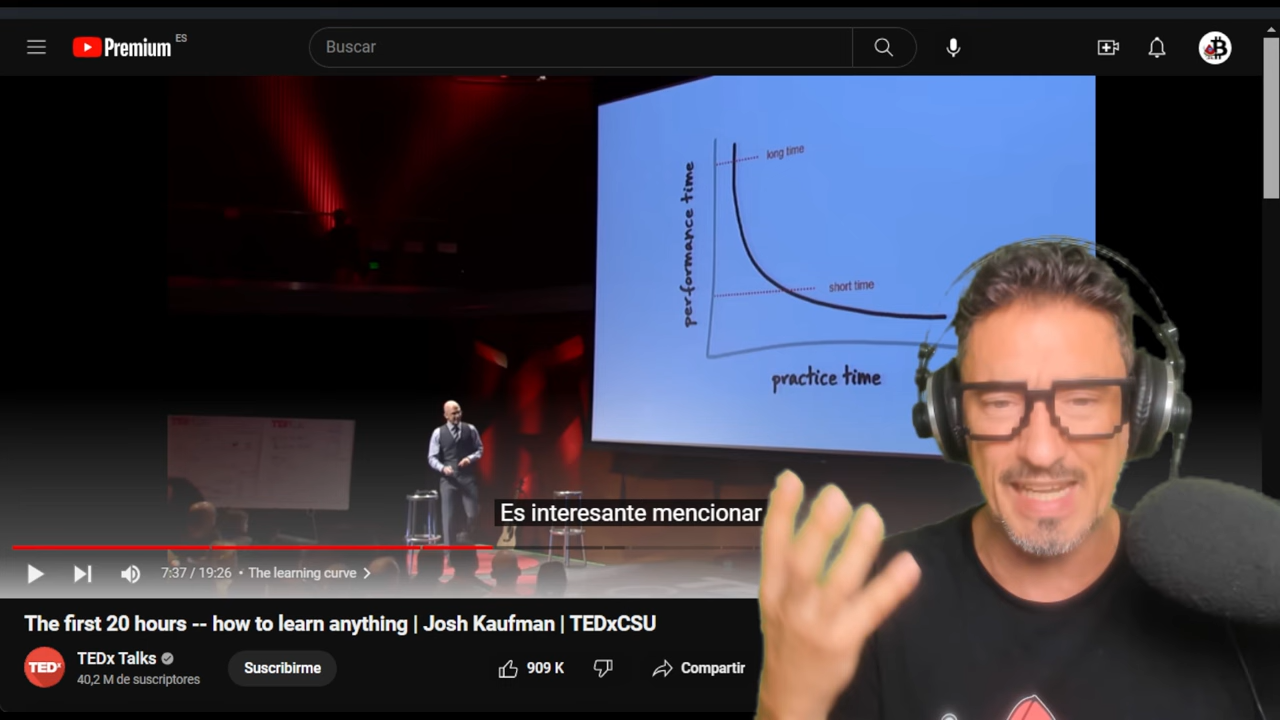 Premium ES
Buscar
long time
performance time
short time
practice time
Es interesante mencionar
7:37 / 19:26 • The learning curve >
The first 20 hours -- how to learn anything | Josh Kaufman | TEDxCSU
TEDx
TEDx Talks
40,2 M de suscriptores
Suscribirme
909 K
Compartir